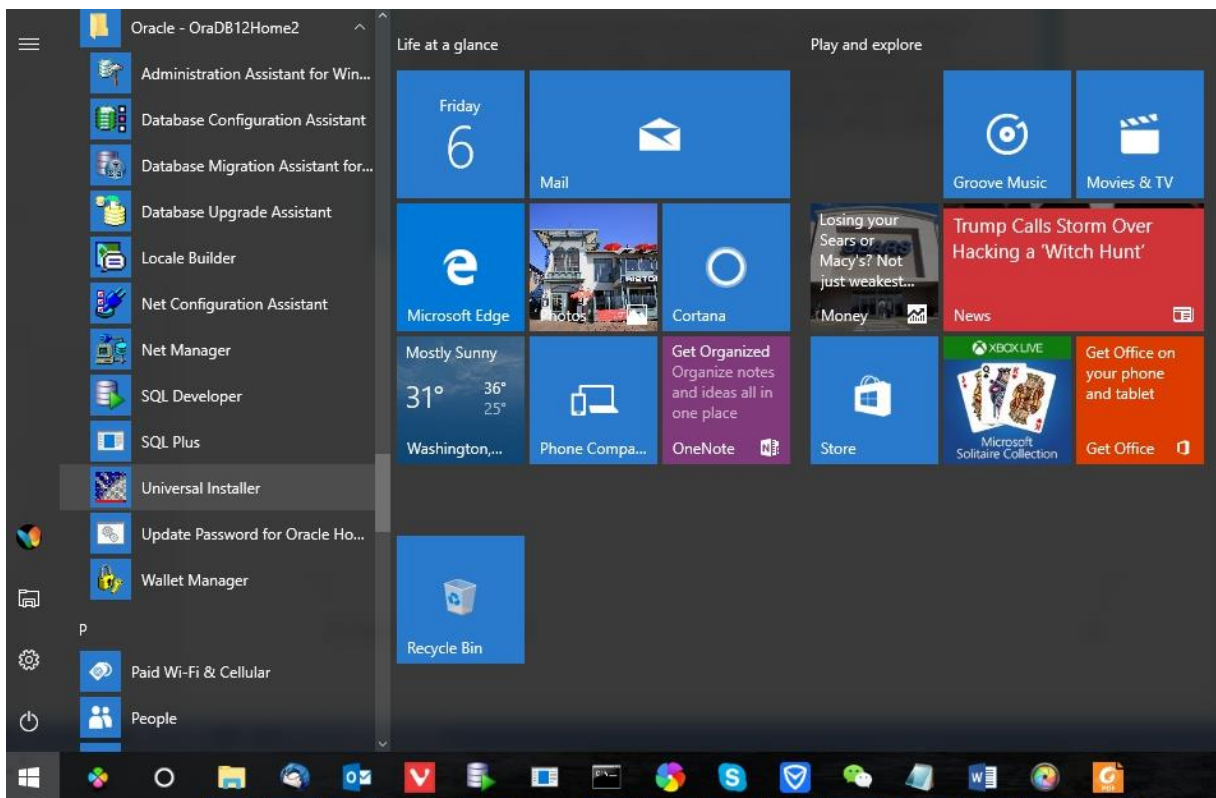 Oracle - OraDB12Home2
Administration Assistant for Win...
Database Configuration Assistant
Database Migration Assistant for...
Database Upgrade Assistant
Locale Builder
Net Configuration Assistant
Net Manager
SQL Developer
SQL Plus
Universal Installer
Update Password for Oracle Ho...
Wallet Manager
P
Paid Wi-Fi & Cellular
People
Life at a glance
Friday
6
Mail
Microsoft Edge
Photos
Cortana
Mostly Sunny
31°
36°
25°
Washington,...
Phone Compa...
Get Organized
Organize notes
and ideas all in
one place
OneNote
Play and explore
Groove Music
Movies & TV
Losing your
Sears or
Macy's? Not
just weakest...
Money
Trump Calls Storm Over
Hacking a 'Witch Hunt'
News
Store
XBOX LIVE
Microsoft
Solitaire Collection
Get Office on
your phone
and tablet
Get Office
Recycle Bin